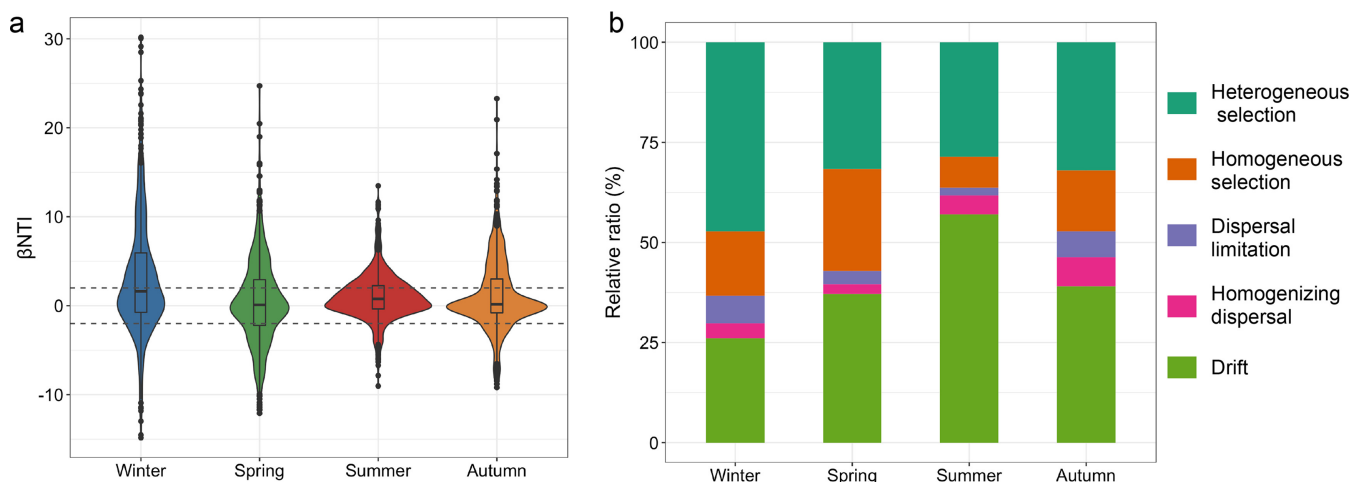 a
30
20
10
0
-10
βNTI
Winter
Spring
Summer
Autumn
b
100
75
50
25
0
Relative ratio (%)
Winter
Spring
Summer
Autumn
Heterogeneous
selection
Homogeneous
selection
Dispersal
limitation
Homogenizing
dispersal
Drift